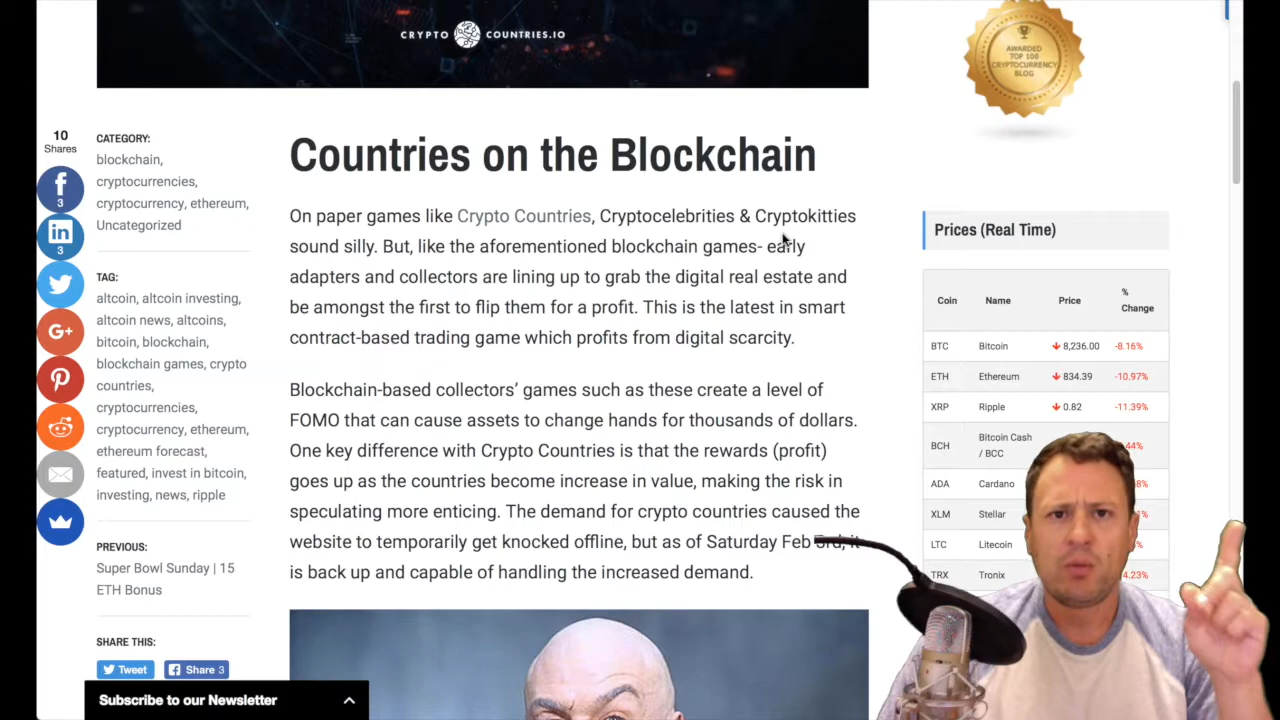 CRYPTO COUNTRIES.IO
AWARDED
TOP 100
CRYPTOCURRENCY
BLOG
10
Shares
3
3
CATEGORY:
blockchain,
cryptocurrencies,
cryptocurrency, ethereum,
Uncategorized
TAG:
altcoin, altcoin investing,
altcoin news, altcoins,
bitcoin, blockchain,
blockchain games, crypto
countries,
cryptocurrencies,
cryptocurrency, ethereum,
ethereum forecast,
featured, invest in bitcoin,
investing, news, ripple
PREVIOUS:
Super Bowl Sunday | 15
ETH Bonus
SHARE THIS:
Tweet
Share 3
Subscribe to our Newsletter
Countries on the Blockchain
On paper games like Crypto Countries, Cryptocelebrities & Cryptokitties
sound silly. But, like the aforementioned blockchain games- early
adapters and collectors are lining up to grab the digital real estate and
be amongst the first to flip them for a profit. This is the latest in smart
contract-based trading game which profits from digital scarcity.
Blockchain-based collectors’ games such as these create a level of
FOMO that can cause assets to change hands for thousands of dollars.
One key difference with Crypto Countries is that the rewards (profit)
goes up as the countries become increase in value, making the risk in
speculating more enticing. The demand for crypto countries caused the
website to temporarily get knocked offline, but as of Saturday Feb 3rd, it
is back up and capable of handling the increased demand.
Prices (Real Time)
Coin Name Price % Change
BTC Bitcoin 8,236.00 -8.16%
ETH Ethereum 834.39 -10.97%
XRP Ripple 0.82 -11.39%
BCH Bitcoin Cash / BCC
ADA Cardano
XLM Stellar
LTC Litecoin
TRX Tronix